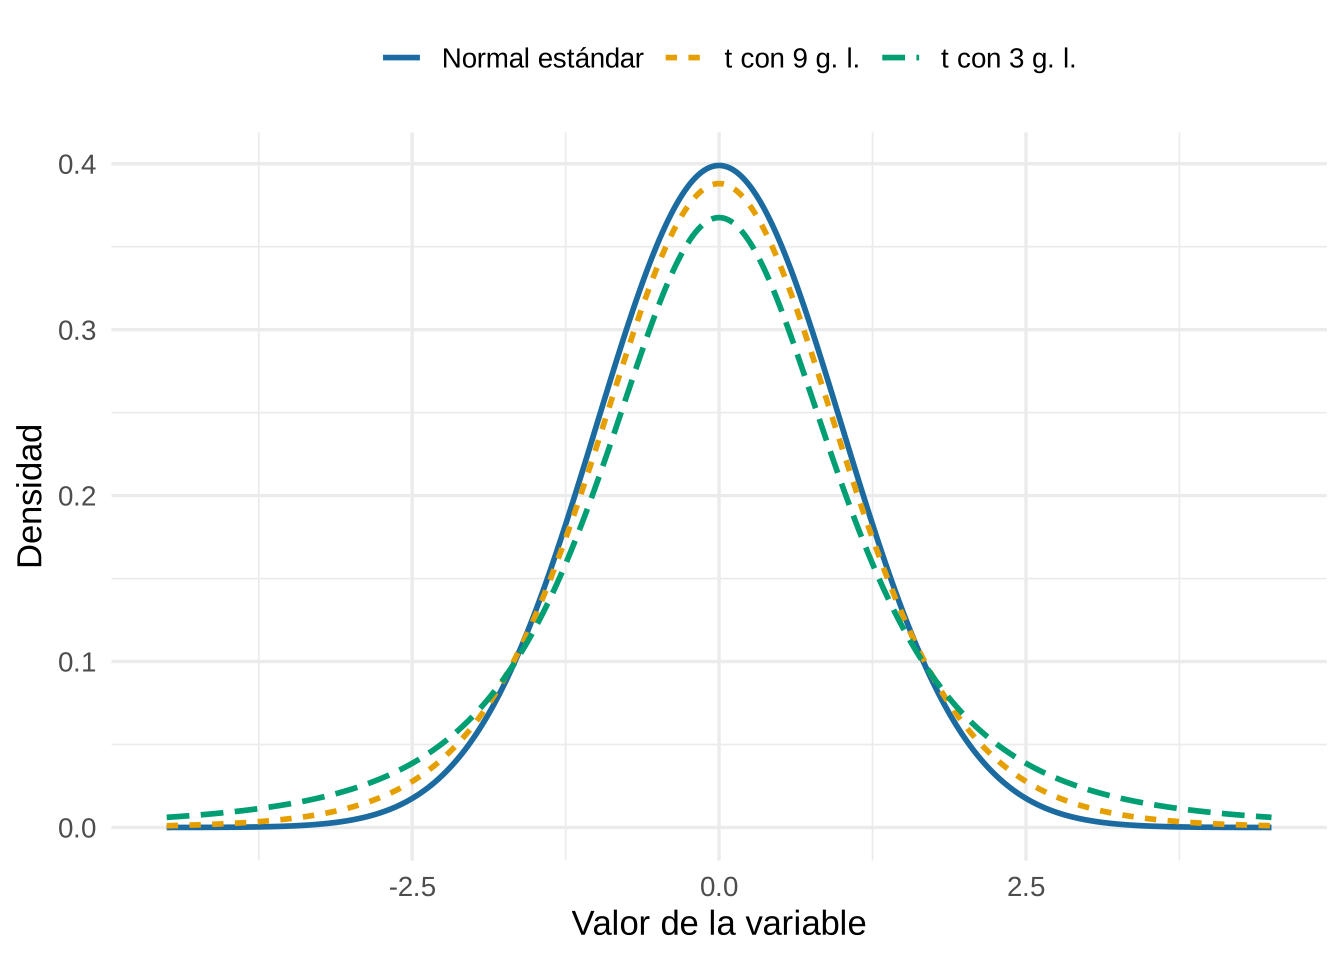 Normal estándar t con 9 g. l. t con 3 g. l.
0.4
0.3
0.2
0.1
0.0
Densidad
-2.5 0.0 2.5
Valor de la variable